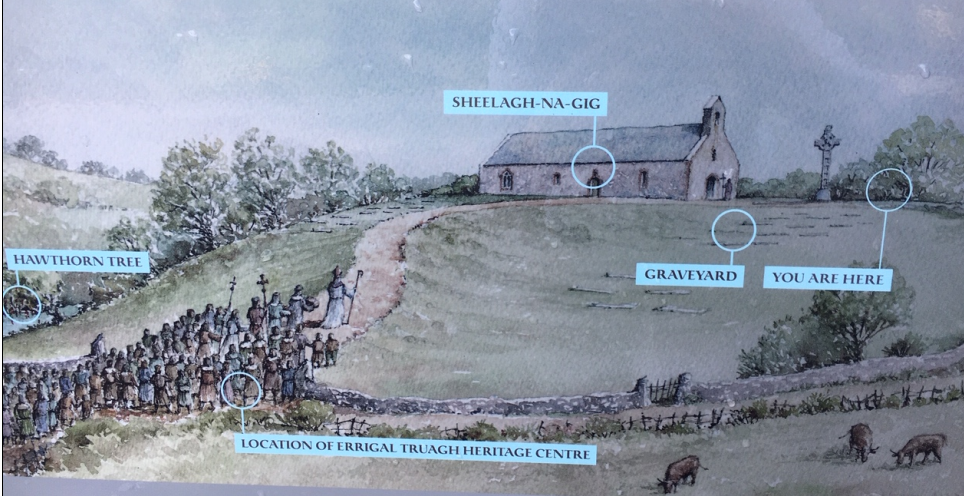 SHEELAGH-NA-GIG
HAWTHORN TREE
GRAVEYARD
YOU ARE HERE
LOCATION OF ERRIGAL TRUAGH HERITAGE CENTRE